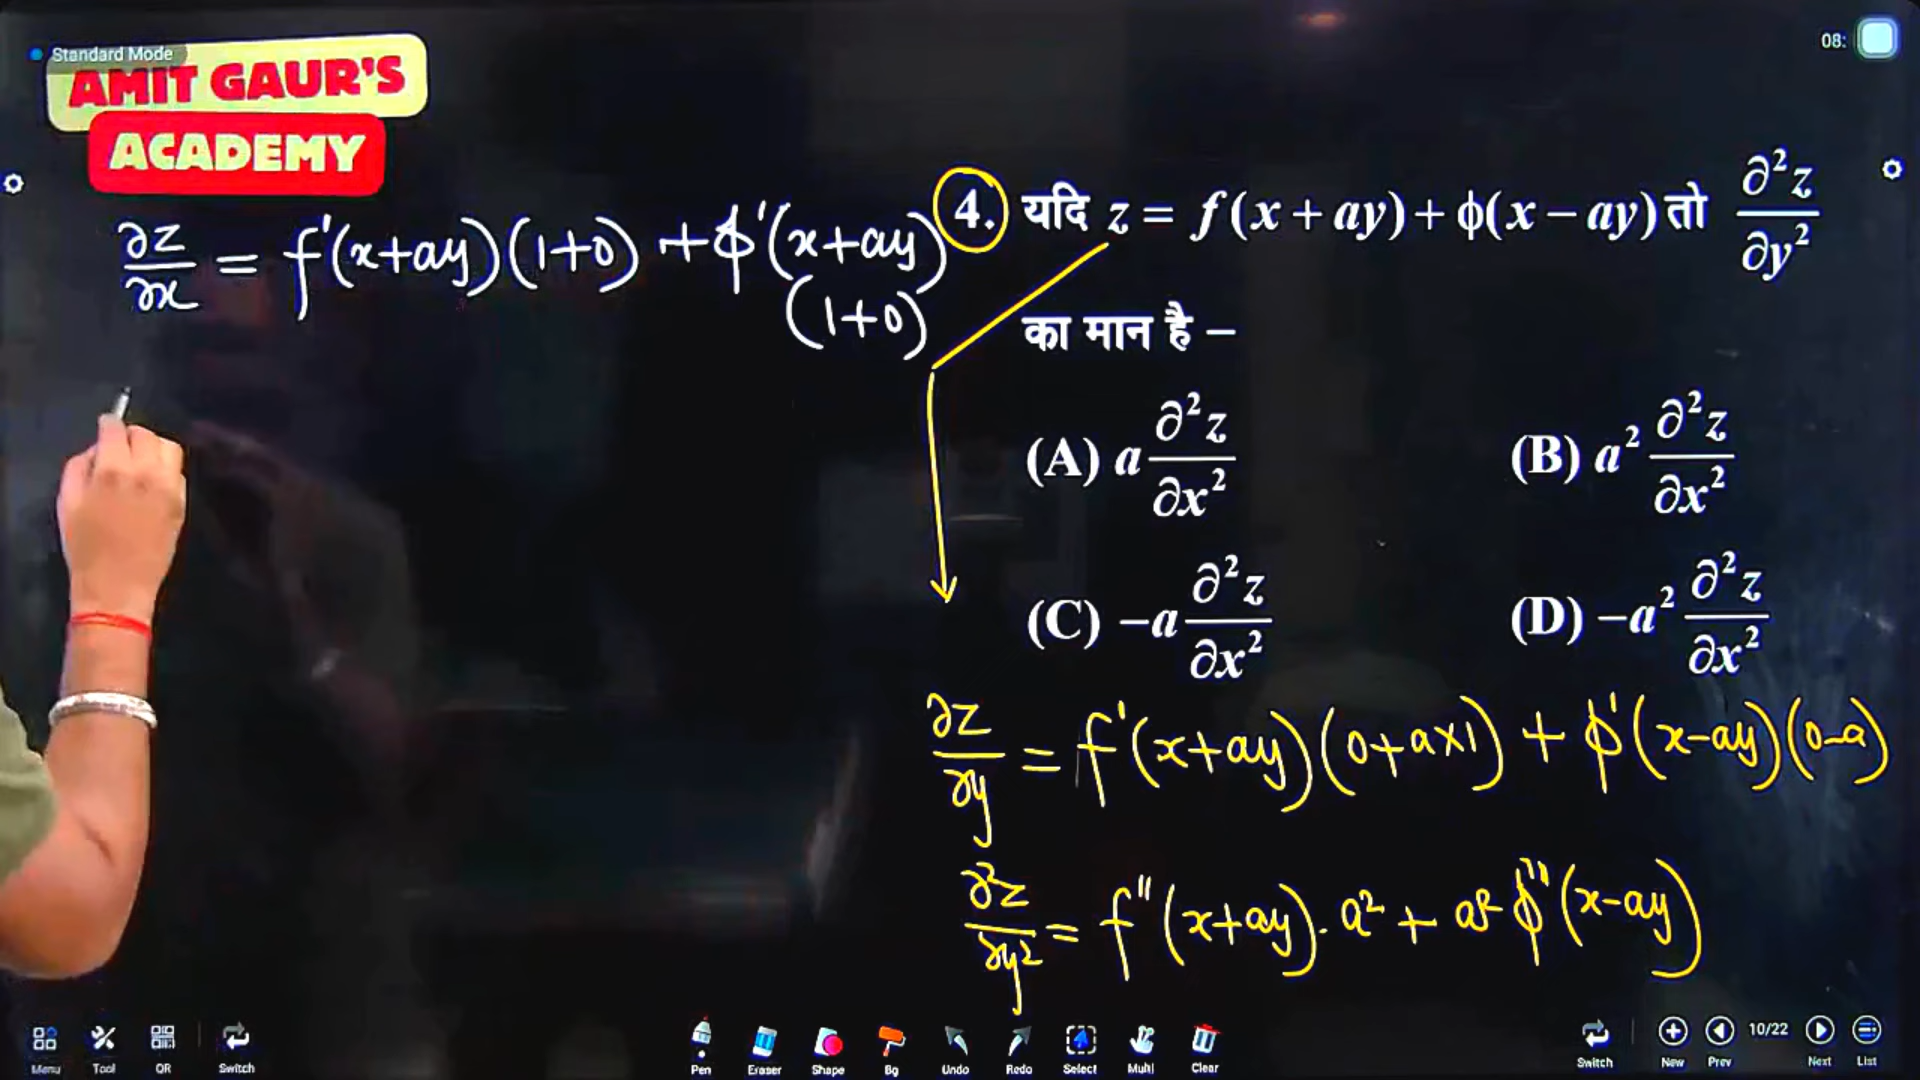 Standard Mode
08:
AMIT GAUR'S
ACADEMY
∂z/∂x = f'(x+ay)(1+0) + ϕ'(x+ay)
(1+0)
4. यदि z = f(x + ay) + ϕ(x − ay) तो ∂²z/∂y²
का मान है –
(A) a ∂²z/∂x² (B) a² ∂²z/∂x²
(C) −a ∂²z/∂x² (D) −a² ∂²z/∂x²
∂z/∂y = f'(x+ay)(0+a×1) + ϕ'(x-ay)(0-a)
∂²z/∂y² = f"(x+ay). a² + a² ϕ"(x-ay)
Menu Tool QR Switch Pen Eraser Shape Bg Undo Redo Select Multi Clear Switch New Prev 10/22 Next List